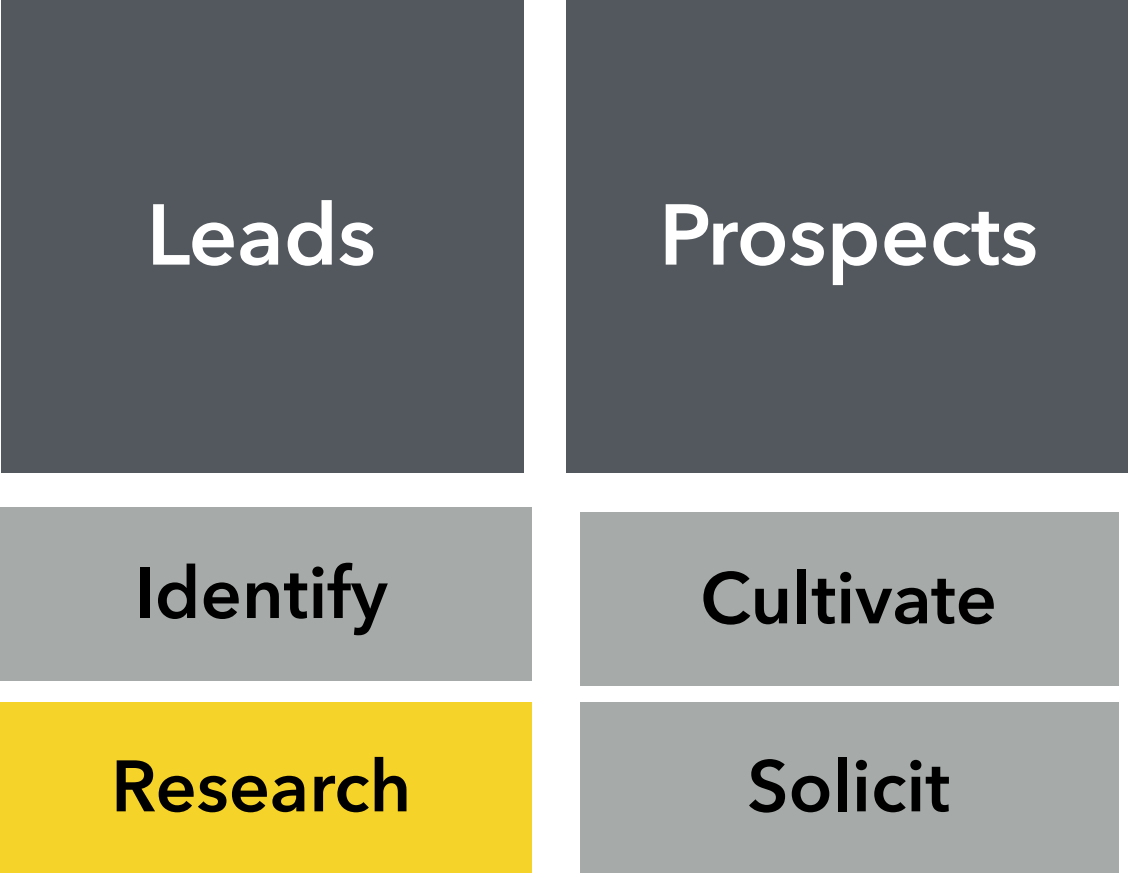 Leads
Prospects
Identify
Cultivate
Research
Solicit